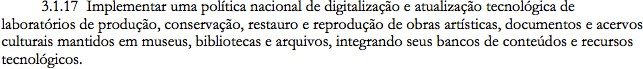 3.1.17 Implementar uma política nacional de digitalização e atualização tecnológica de
laboratórios de produção, conservação, restauro e reprodução de obras artísticas, documentos e acervos
culturais mantidos em museus, bibliotecas e arquivos, integrando seus bancos de conteúdos e recursos
tecnológicos.